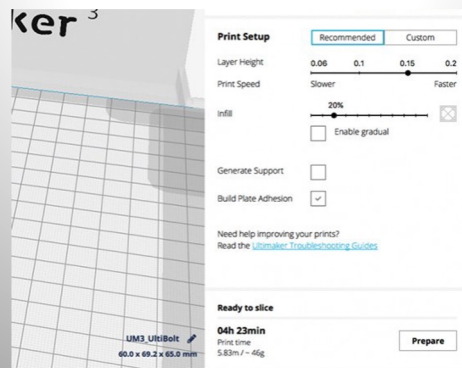 ker 3
Print Setup
Recommended Custom
Layer Height 0.06 0.1 0.15 0.2
Print Speed Slower Faster
Infill 20%
Enable gradual
Generate Support
Build Plate Adhesion
Need help improving your prints?
Read the Ultimaker Troubleshooting Guides
Ready to slice
04h 23min
Print time
5.83m / ~ 46g
Prepare
UM3_UltiBolt
60.0 x 69.2 x 65.0 mm